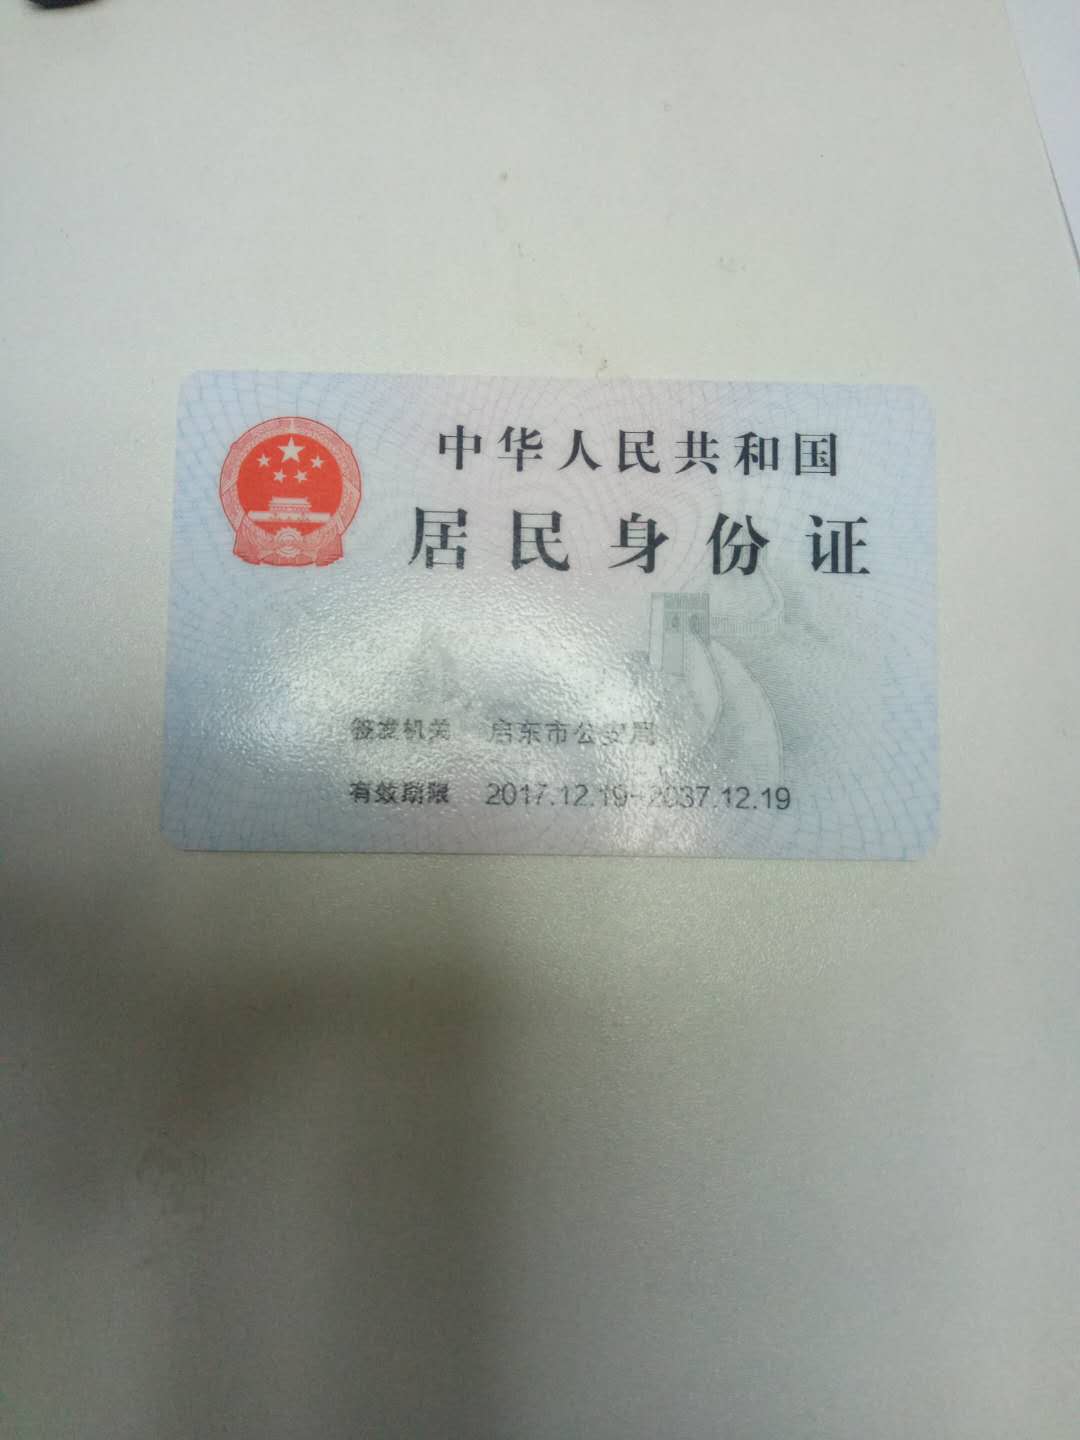 中华人民共和国
居民身份证
签发机关 启东市公安局
有效期限 2017.12.19-2037.12.19